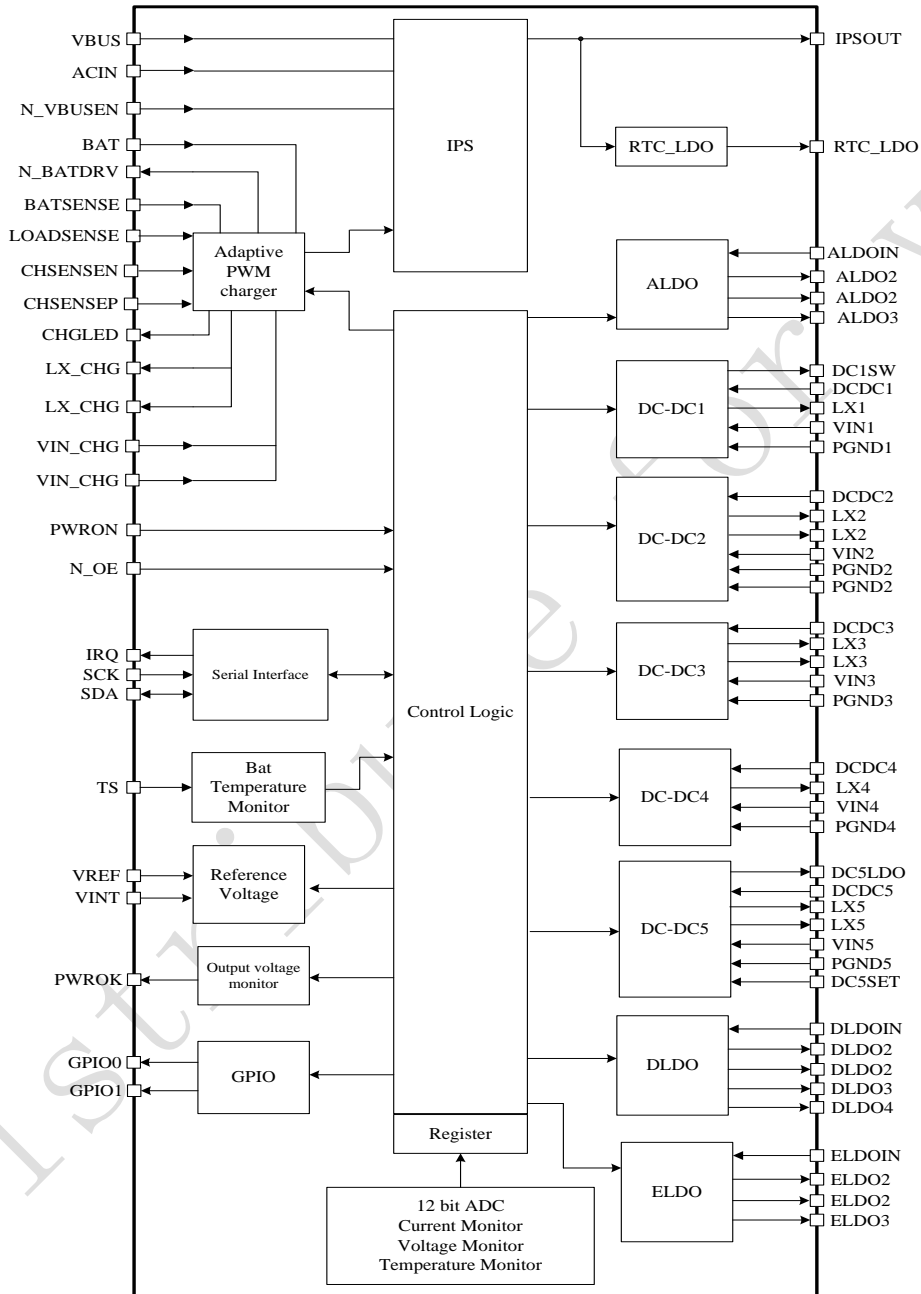 VBUS
ACIN
N_VBUSEN
BAT
N_BATDRV
BATSENSE
LOADSENSE
CHSENSEN
CHSENSEP
CHGLED
LX_CHG
LX_CHG
VIN_CHG
VIN_CHG
PWRON
N_OE
IRQ
SCK
SDA
TS
VREF
VINT
PWROK
GPIO0
GPIO1
Adaptive
PWM
charger
Serial Interface
Bat
Temperature
Monitor
Reference
Voltage
Output voltage
monitor
GPIO
IPS
Control Logic
Register
12 bit ADC
Current Monitor
Voltage Monitor
Temperature Monitor
RTC_LDO
ALDO
DC-DC1
DC-DC2
DC-DC3
DC-DC4
DC-DC5
DLDO
ELDO
IPSOUT
RTC_LDO
ALDOIN
ALDO2
ALDO2
ALDO3
DC1SW
DCDC1
LX1
VIN1
PGND1
DCDC2
LX2
LX2
VIN2
PGND2
PGND2
DCDC3
LX3
LX3
VIN3
PGND3
DCDC4
LX4
VIN4
PGND4
DC5LDO
DCDC5
LX5
LX5
VIN5
PGND5
DC5SET
DLDOIN
DLDO2
DLDO2
DLDO3
DLDO4
ELDOIN
ELDO2
ELDO2
ELDO3